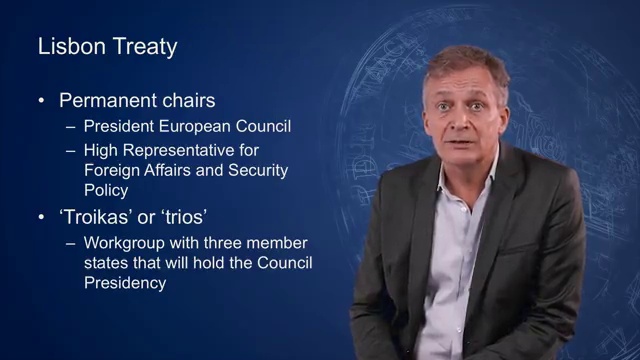 Lisbon Treaty
• Permanent chairs
– President European Council
– High Representative for
Foreign Affairs and Security
Policy
• ‘Troikas’ or ‘trios’
– Workgroup with three member
states that will hold the Council
Presidency